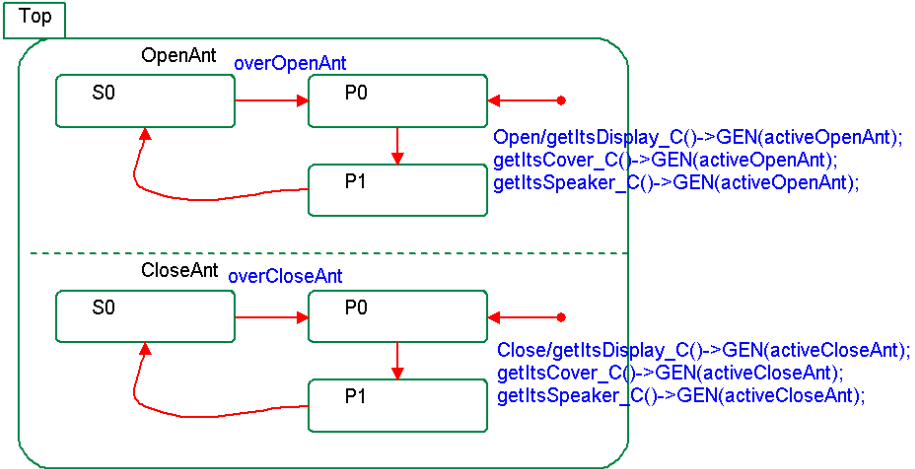 Top
OpenAnt
overOpenAnt
S0
P0
Open/getItsDisplay_C()->GEN(activeOpenAnt);
getItsCover_C()->GEN(activeOpenAnt);
getItsSpeaker_C()->GEN(activeOpenAnt);
P1
CloseAnt
overCloseAnt
S0
P0
Close/getItsDisplay_C()->GEN(activeCloseAnt);
getItsCover_C()->GEN(activeCloseAnt);
getItsSpeaker_C()->GEN(activeCloseAnt);
P1